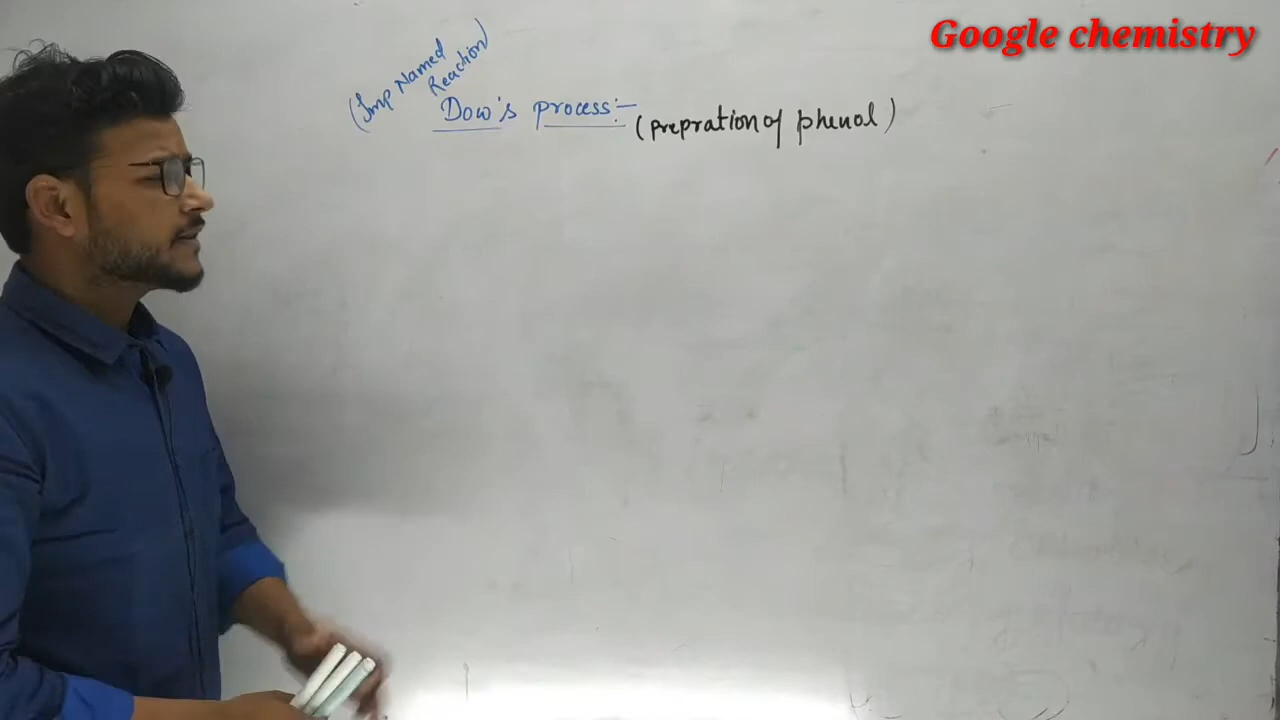 Google chemistry
(Imp Named
Reaction)
Dow's process:-
(prepration of phenol)